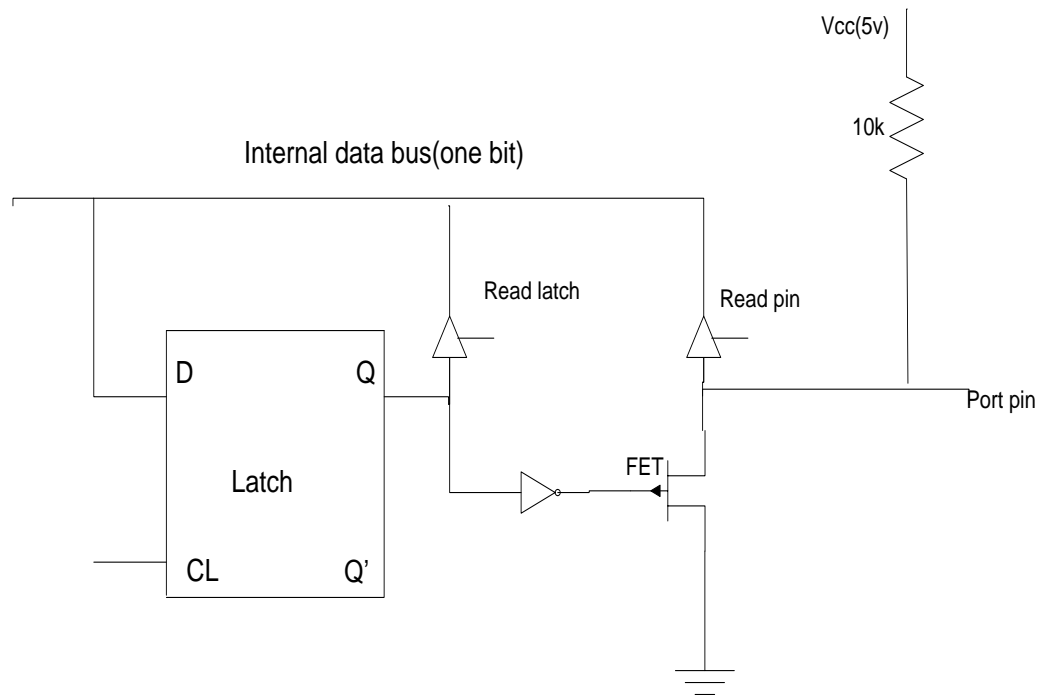 Vcc(5v)
10k
Internal data bus(one bit)
Read latch
Read pin
D
Q
Port pin
FET
Latch
CL
Q’